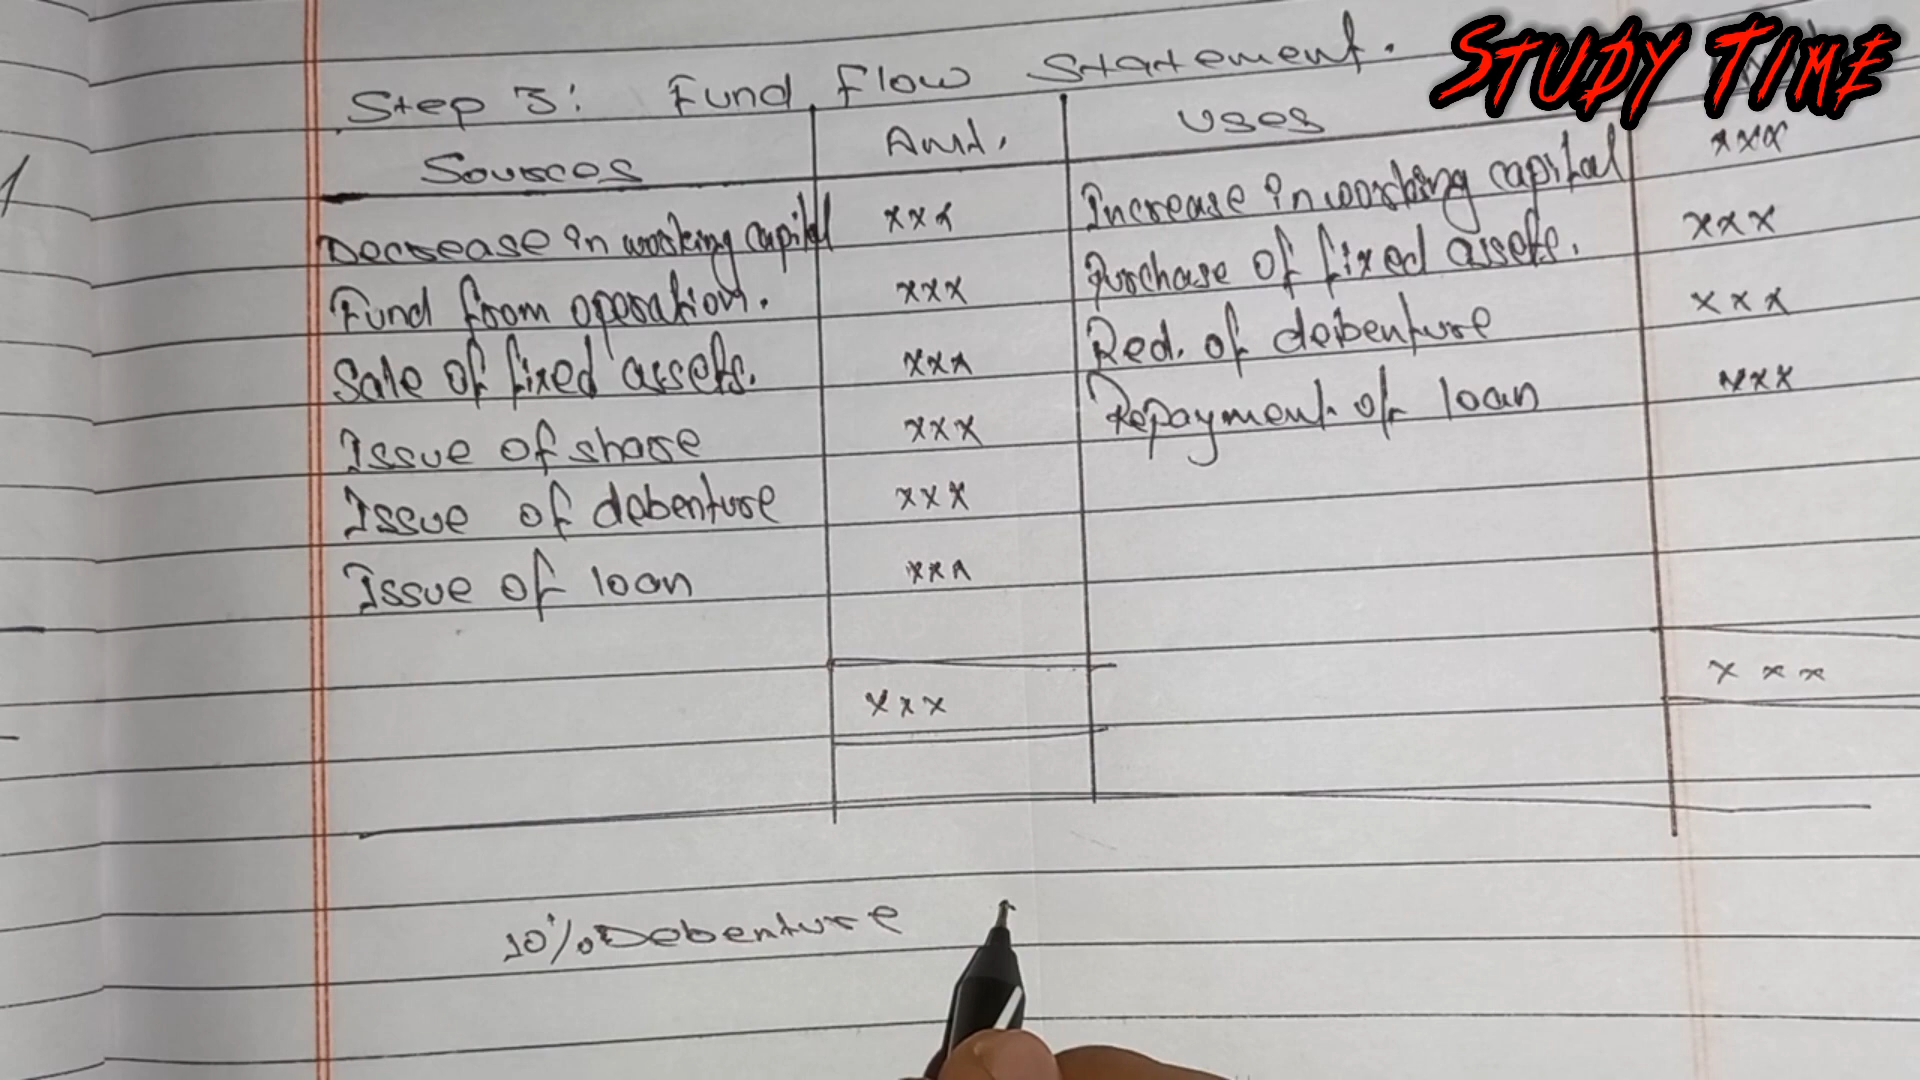 STUDY TIME
Step 3: Fund Flow Statement.
Sources Amt. Uses
Decrease in working capital xxx Increase in working capital xxx
Fund from operation. xxx Purchase of fixed assets. xxx
Sale of fixed assets. xxx Red. of debenture xxx
Issue of share xxx Repayment of loan xxx
Issue of debenture xxx
Issue of loan xxx
xxx xxx
10% Debenture